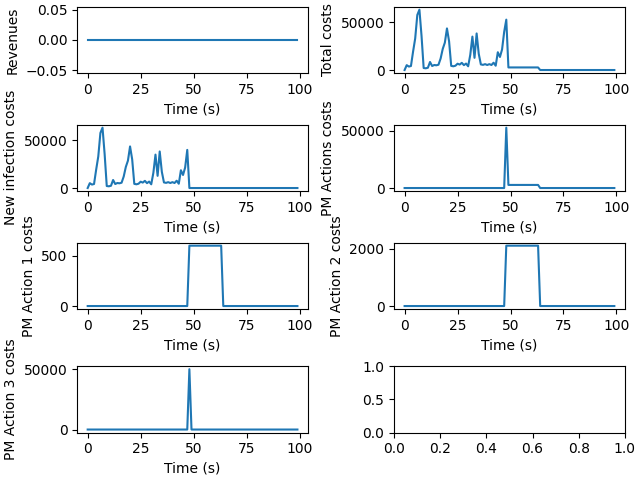 Revenues
0.05
0.00
−0.05
0 25 50 75 100
Time (s)
Total costs
50000
0
0 25 50 75 100
Time (s)
New infection costs
50000
0
0 25 50 75 100
Time (s)
PM Actions costs
50000
0
0 25 50 75 100
Time (s)
PM Action 1 costs
500
0
0 25 50 75 100
Time (s)
PM Action 2 costs
2000
0
0 25 50 75 100
Time (s)
PM Action 3 costs
50000
0
0 25 50 75 100
Time (s)
1.0
0.5
0.0
0.0 0.2 0.4 0.6 0.8 1.0